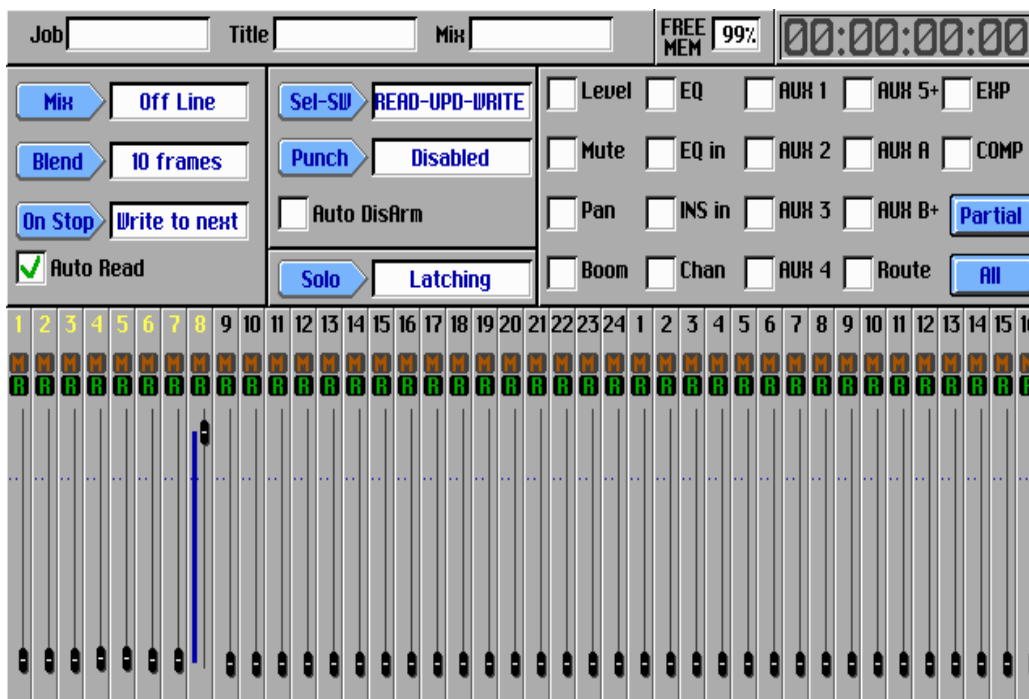 Job Title Mix FREE MEM 99% 00:00:00:00
Mix Off Line Sel-SW READ-UPD-WRITE Level EQ AUX 1 AUX 5+ EXP
Blend 10 frames Punch Disabled Mute EQ in AUX 2 AUX A COMP
On Stop Write to next Auto DisArm Pan INS in AUX 3 AUX B+ Partial
Auto Read Solo Latching Boom Chan AUX 4 Route All
1 2 3 4 5 6 7 8 9 10 11 12 13 14 15 16 17 18 19 20 21 22 23 24 1 2 3 4 5 6 7 8 9 10 11 12 13 14 15
M M M M M M M M M M M M M M M M M M M M M M M M M M M M M M M M M M M M M M M
R R R R R R R R R R R R R R R R R R R R R R R R R R R R R R R R R R R R R R R